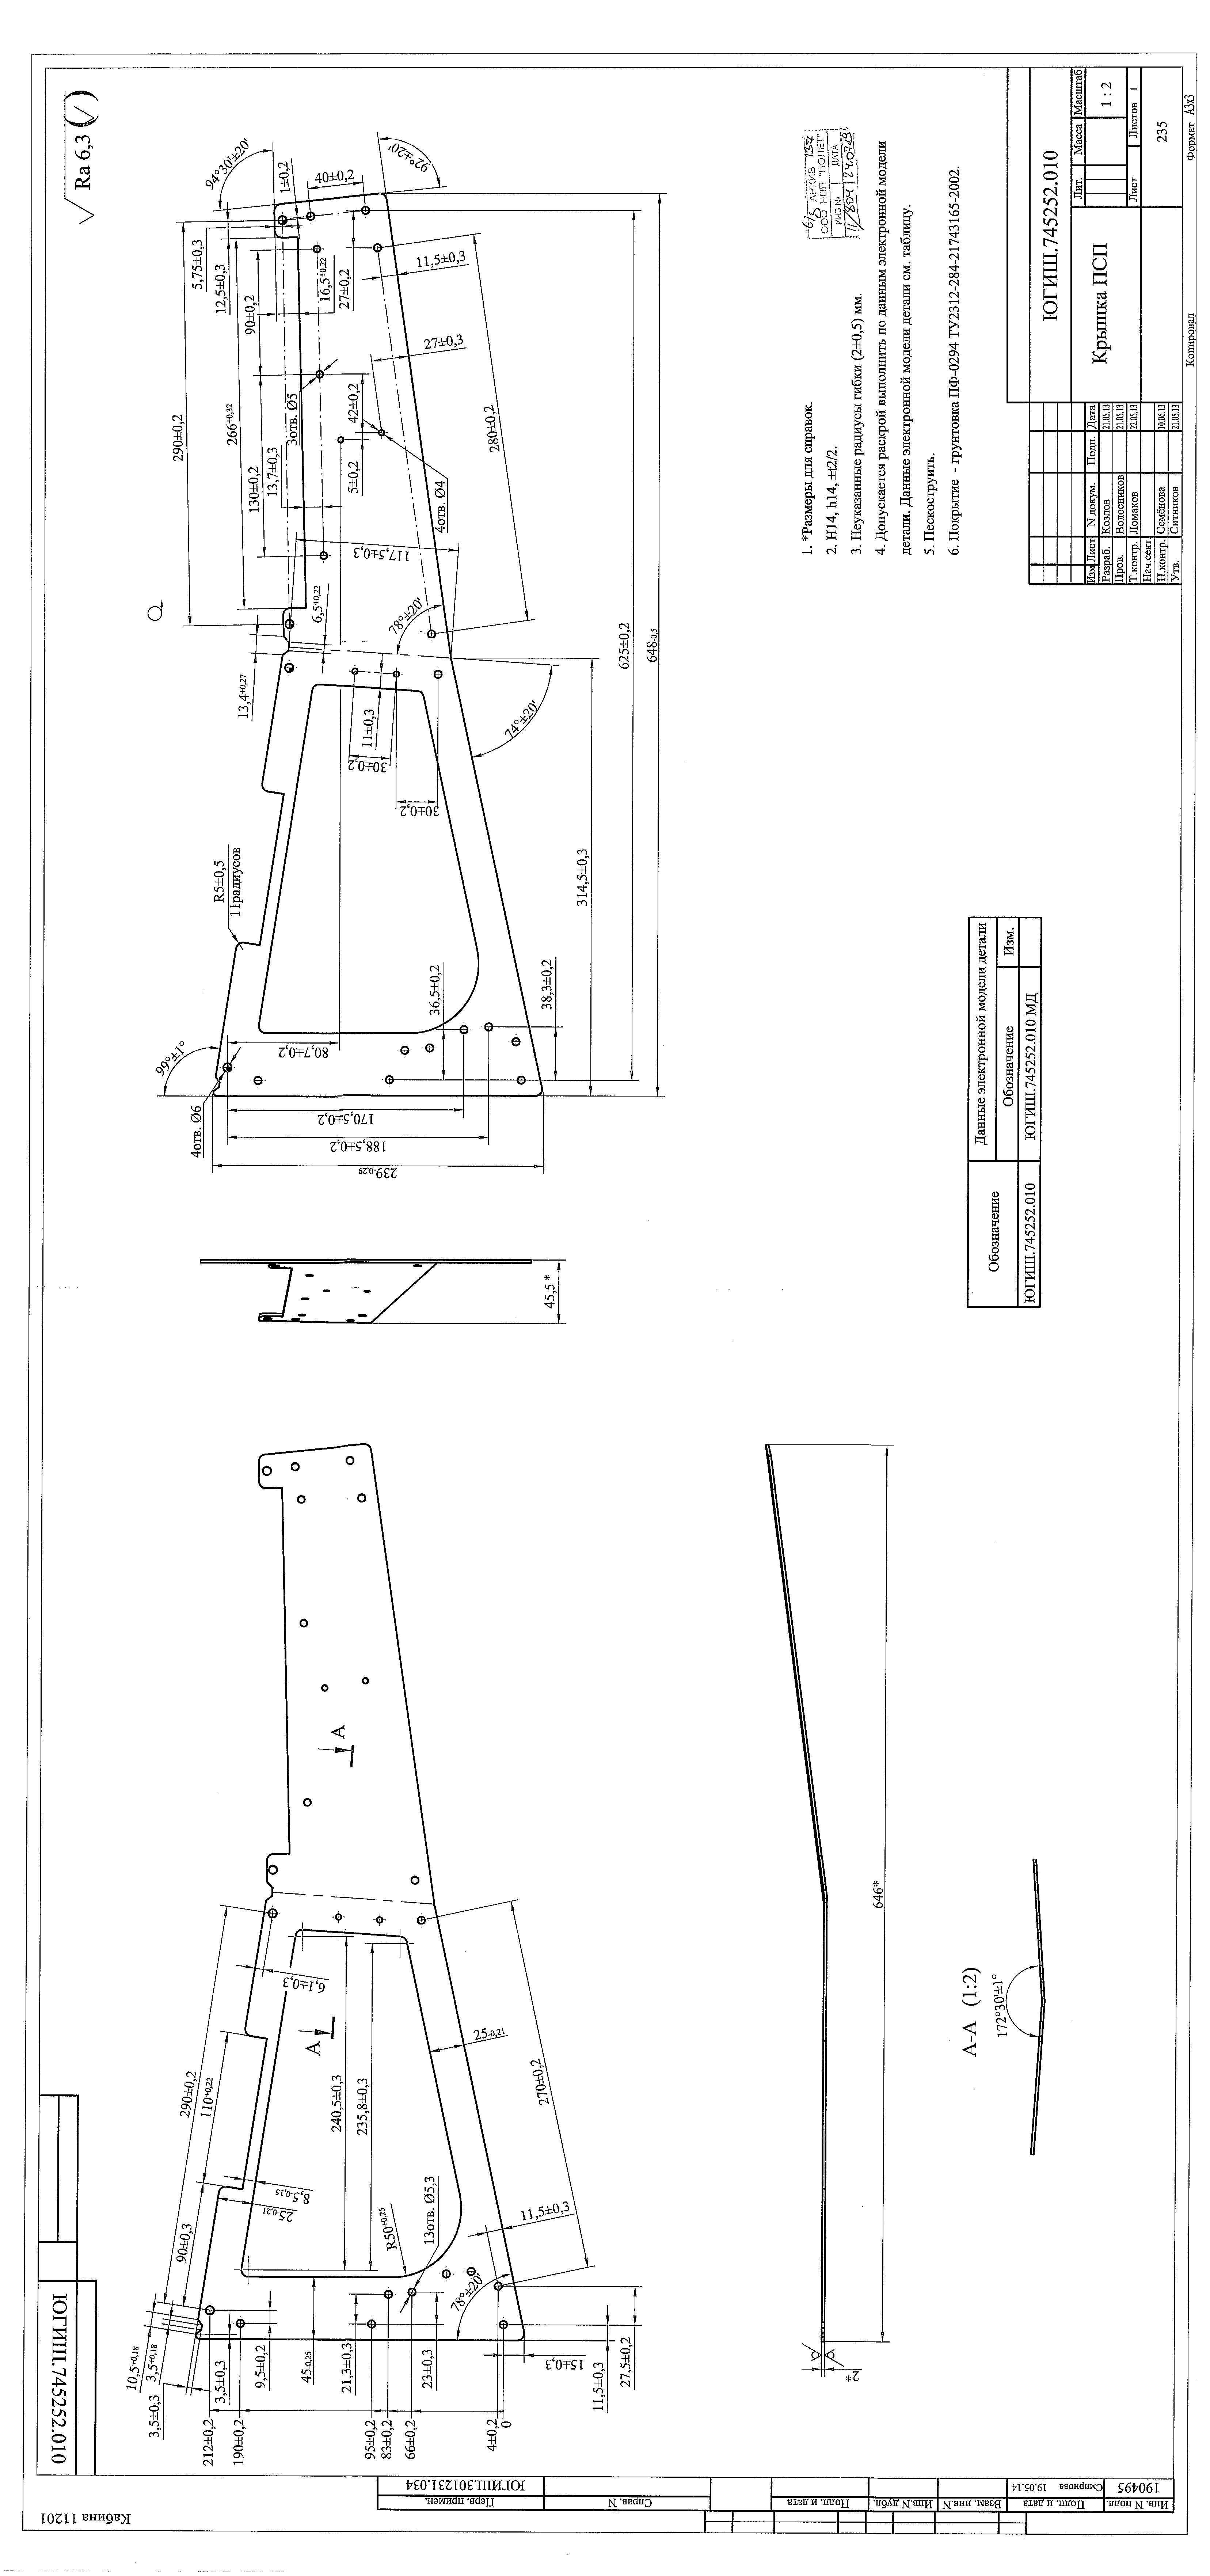 Кабина 11201
ЮГИШ.745252.010
Ra 6,3 (√)
10,5+0,18
3,5+0,18
3,5±0,3
290±0,2
110+0,22
90±0,3
8,5-0,15
25-0,21
6,1±0,3
А
А
240,5±0,3
235,8±0,3
25-0,21
270±0,2
R50+0,25
13отв. Ø5,3
11,5±0,3
78°±20'
212±0,2
3,5±0,3
190±0,2
9,5±0,2
45-0,25
21,3±0,3
95±0,2
83±0,2
23±0,3
66±0,2
4±0,2
0
15±0,3
11,5±0,3
27,5±0,2
45,5 *
646*
2*
А-А (1:2)
172°30'±1°
99°±1°
4отв. Ø6
R5±0,5
11радиусов
80,7±0,2
170,5±0,2
188,5±0,2
239-0,29
36,5±0,2
38,3±0,2
30±0,2
30±0,2
11±0,3
314,5±0,3
74°±20'
78°±20'
625±0,2
648-0,5
13,4+0,27
6,5+0,22
117,5±0,3
290±0,2
266+0,32
130±0,2
13,7±0,3
90±0,2
3отв. Ø5
5±0,2
42±0,2
4отв. Ø4
280±0,2
27±0,3
11,5±0,3
27±0,2
16,5+0,22
5,75±0,3
12,5±0,3
94°30'±20'
1±0,2
40±0,2
92°±20'
1. *Размеры для справок.
2. Н14, h14, ±t2/2.
3. Неуказанные радиусы гибки (2±0,5) мм.
4. Допускается раскрой выполнить по данным электронной модели
детали. Данные электронной модели детали см. таблицу.
5. Пескоструить.
6. Покрытие - грунтовка ПФ-0294 ТУ2312-284-21743165-2002.
АРХИВ 137
ООО НПП "ПОЛЕТ"
ИНВ № ДАТА
Обозначение Данные электронной модели детали
Обозначение Изм.
ЮГИШ.745252.010 ЮГИШ.745252.010 МД
ЮГИШ.745252.010
Крышка ПСП
Лит. Масса Масштаб
1 : 2
Лист Листов 1
235
Изм. Лист N докум. Подп. Дата
Разраб. Козлов 21.05.13
Пров. Волосников 21.05.13
Т.контр. Ломаков 22.05.13
Нач.сект.
Н.контр. Семёнова 10.06.13
Утв. Ситников 21.05.13
Копировал Формат А3х3
Перв. примен. ЮГИШ.301231.034
Справ. N
Подп. и дата
Инв.N дубл.
Взам. инв.N
Подп. и дата Смирнова 19.05.14
Инв. N подл. 190495